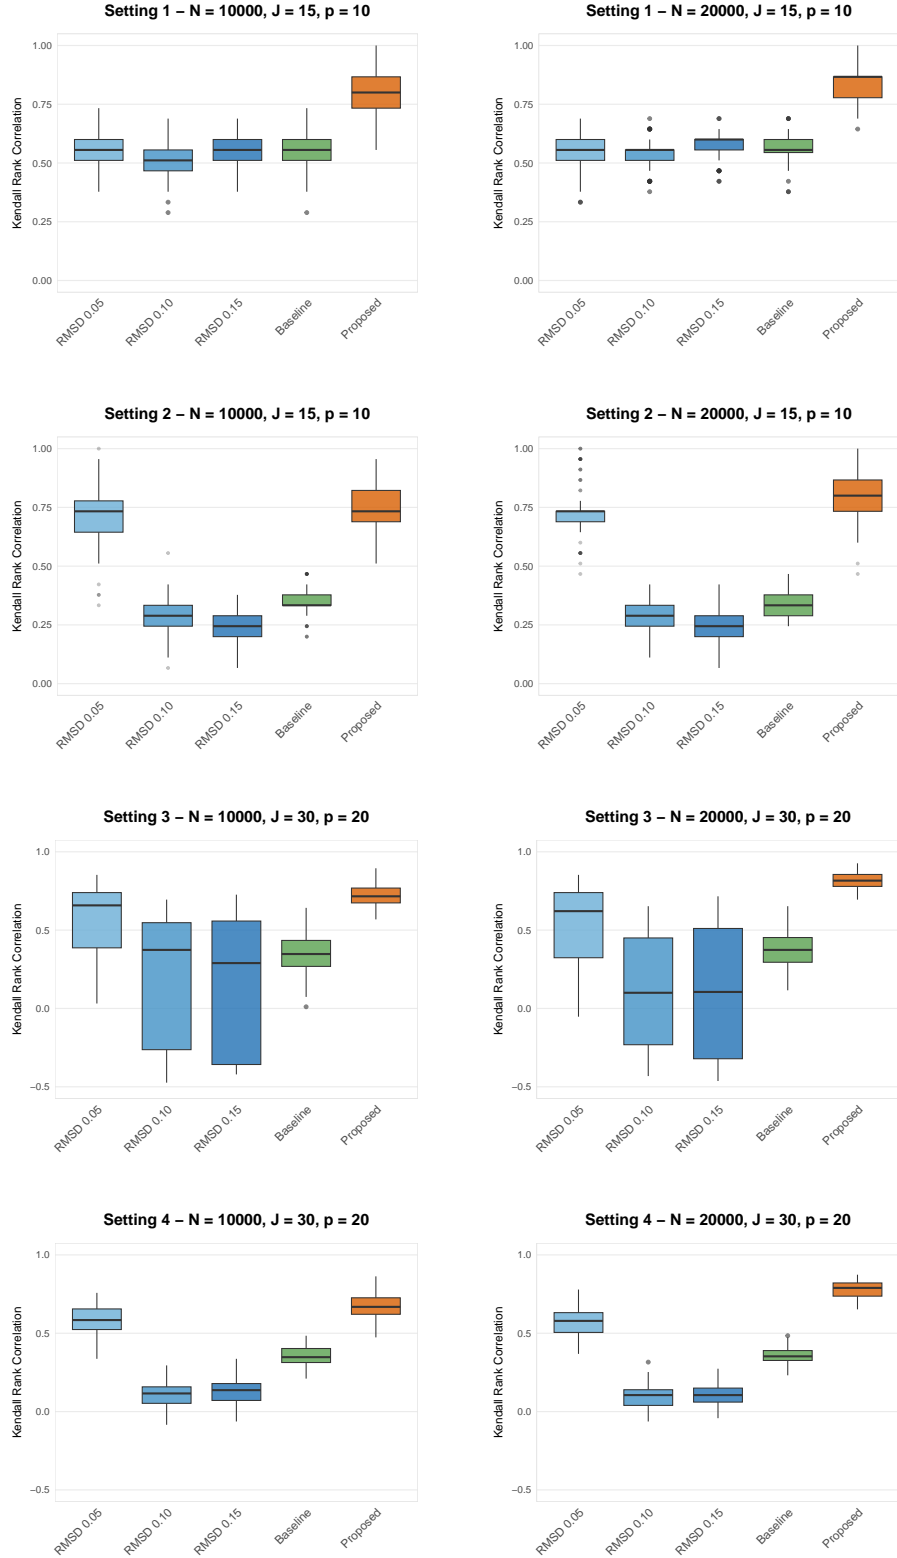 Setting 1 – N = 10000, J = 15, p = 10
Kendall Rank Correlation
1.00
0.75
0.50
0.25
0.00
RMSD 0.05
RMSD 0.10
RMSD 0.15
Baseline
Proposed
Setting 1 – N = 20000, J = 15, p = 10
Kendall Rank Correlation
1.00
0.75
0.50
0.25
0.00
RMSD 0.05
RMSD 0.10
RMSD 0.15
Baseline
Proposed
Setting 2 – N = 10000, J = 15, p = 10
Kendall Rank Correlation
1.00
0.75
0.50
0.25
0.00
RMSD 0.05
RMSD 0.10
RMSD 0.15
Baseline
Proposed
Setting 2 – N = 20000, J = 15, p = 10
Kendall Rank Correlation
1.00
0.75
0.50
0.25
0.00
RMSD 0.05
RMSD 0.10
RMSD 0.15
Baseline
Proposed
Setting 3 – N = 10000, J = 30, p = 20
Kendall Rank Correlation
1.0
0.5
0.0
−0.5
RMSD 0.05
RMSD 0.10
RMSD 0.15
Baseline
Proposed
Setting 3 – N = 20000, J = 30, p = 20
Kendall Rank Correlation
1.0
0.5
0.0
−0.5
RMSD 0.05
RMSD 0.10
RMSD 0.15
Baseline
Proposed
Setting 4 – N = 10000, J = 30, p = 20
Kendall Rank Correlation
1.0
0.5
0.0
−0.5
RMSD 0.05
RMSD 0.10
RMSD 0.15
Baseline
Proposed
Setting 4 – N = 20000, J = 30, p = 20
Kendall Rank Correlation
1.0
0.5
0.0
−0.5
RMSD 0.05
RMSD 0.10
RMSD 0.15
Baseline
Proposed